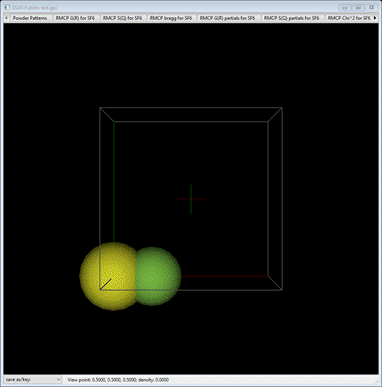 GSAS-II plots: test.gpx
Powder Patterns RMCP G(R) for SF6 RMCP S(Q) for SF6 RMCP bragg for SF6 RMCP G(R) partials for SF6 RMCP S(Q) partials for SF6 RMCP Chi^2 for SF6
save as/key: View point: 0.5000, 0.5000, 0.5000; density: 0.0000